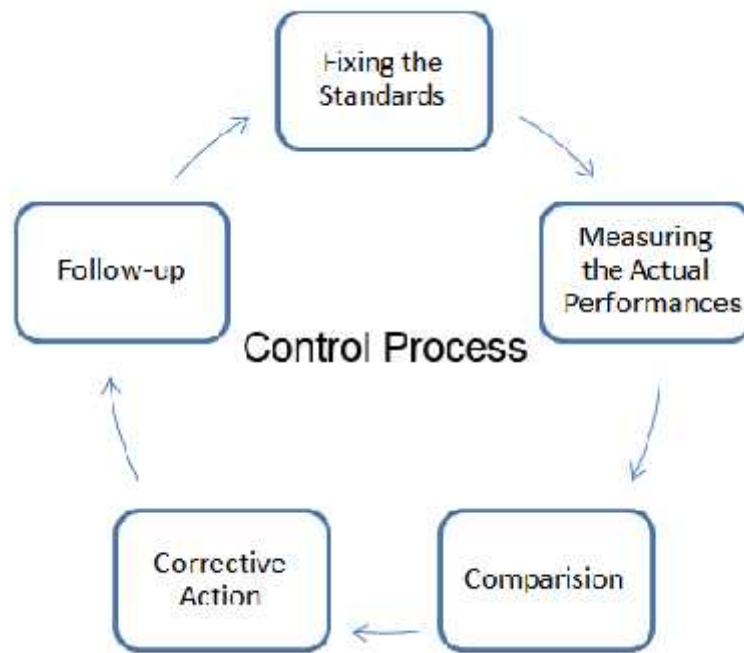 Fixing the
Standards
Measuring
the Actual
Performances
Comparision
Corrective
Action
Follow-up
Control Process